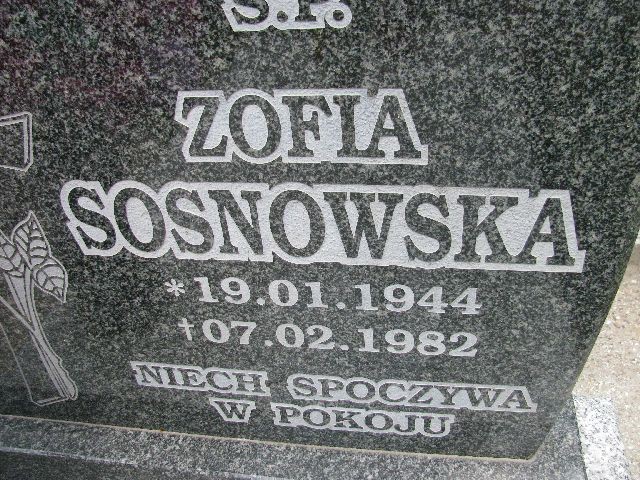 Ś.P.
ZOFIA
SOSNOWSKA
*19.01.1944
†07.02.1982
NIECH SPOCZYWA
W POKOJU